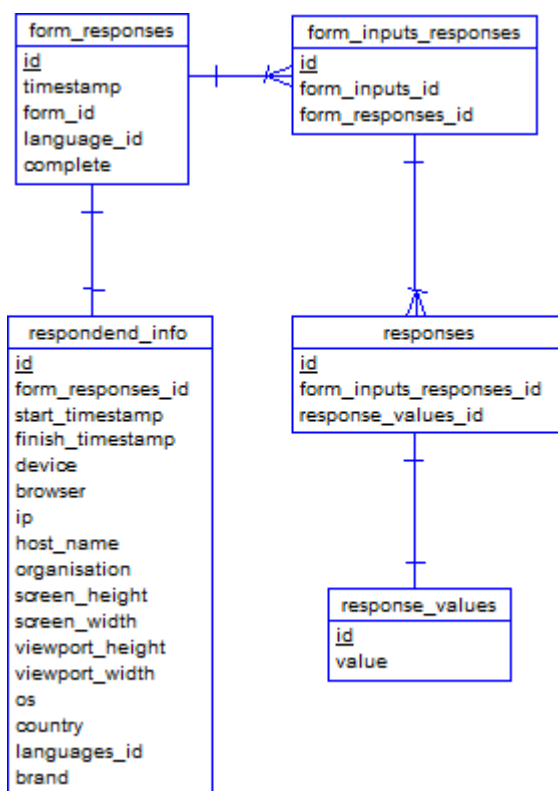 form_responses
id
timestamp
form_id
language_id
complete
form_inputs_responses
id
form_inputs_id
form_responses_id
respondend_info
id
form_responses_id
start_timestamp
finish_timestamp
device
browser
ip
host_name
organisation
screen_height
screen_width
viewport_height
viewport_width
os
country
languages_id
brand
responses
id
form_inputs_responses_id
response_values_id
response_values
id
value